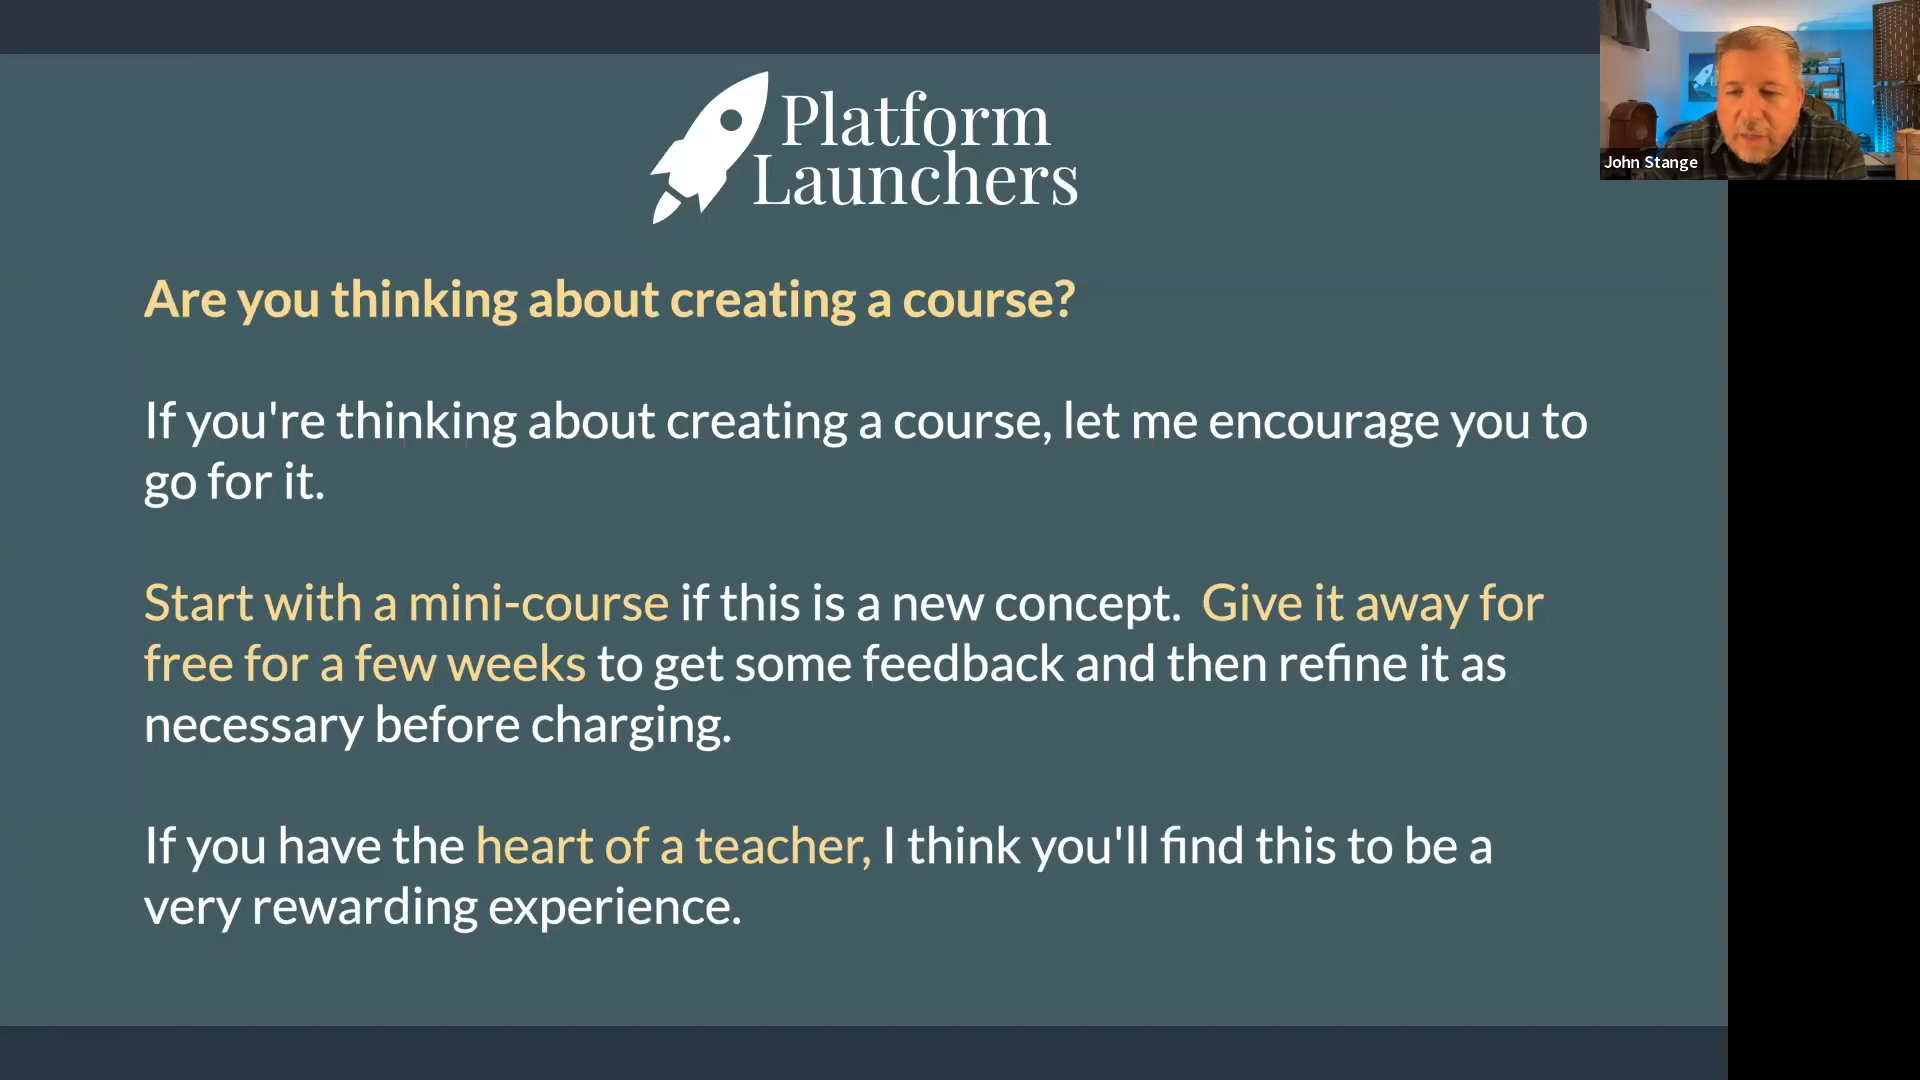 Platform
Launchers
John Stange
Are you thinking about creating a course?
If you're thinking about creating a course, let me encourage you to
go for it.
Start with a mini-course if this is a new concept.  Give it away for
free for a few weeks to get some feedback and then refine it as
necessary before charging.
If you have the heart of a teacher, I think you'll find this to be a
very rewarding experience.